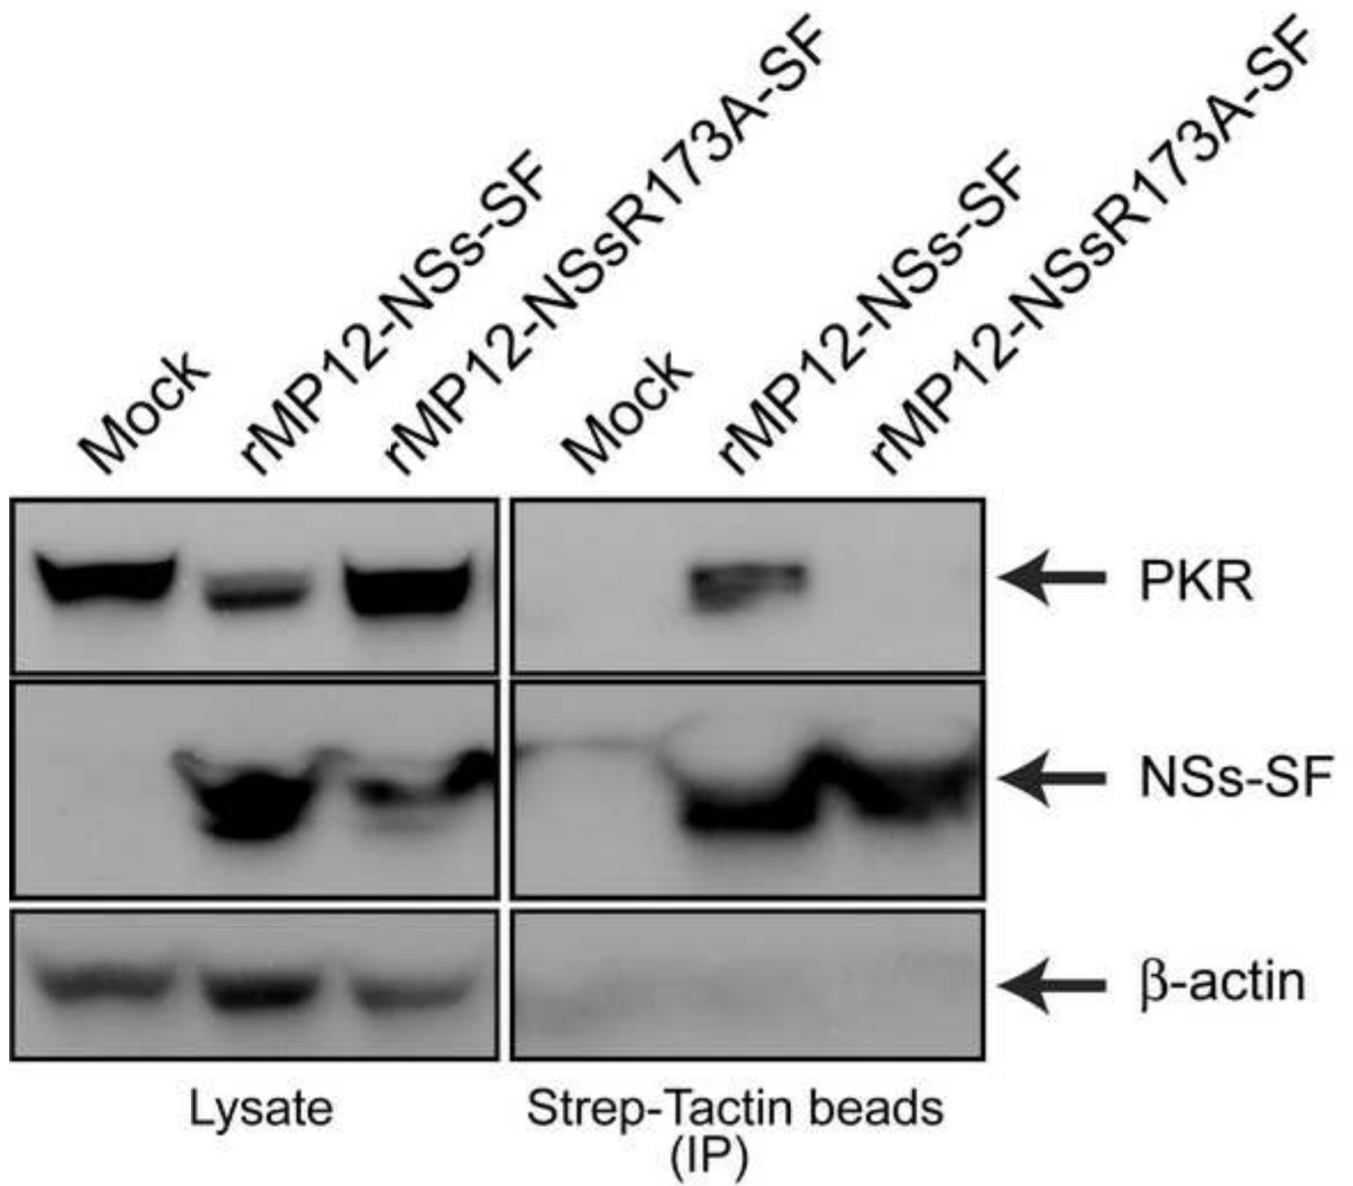 Mock
rMP12-NSs-SF
rMP12-NSsR173A-SF
Mock
rMP12-NSs-SF
rMP12-NSsR173A-SF
PKR
NSs-SF
β-actin
Lysate
Strep-Tactin beads
(IP)